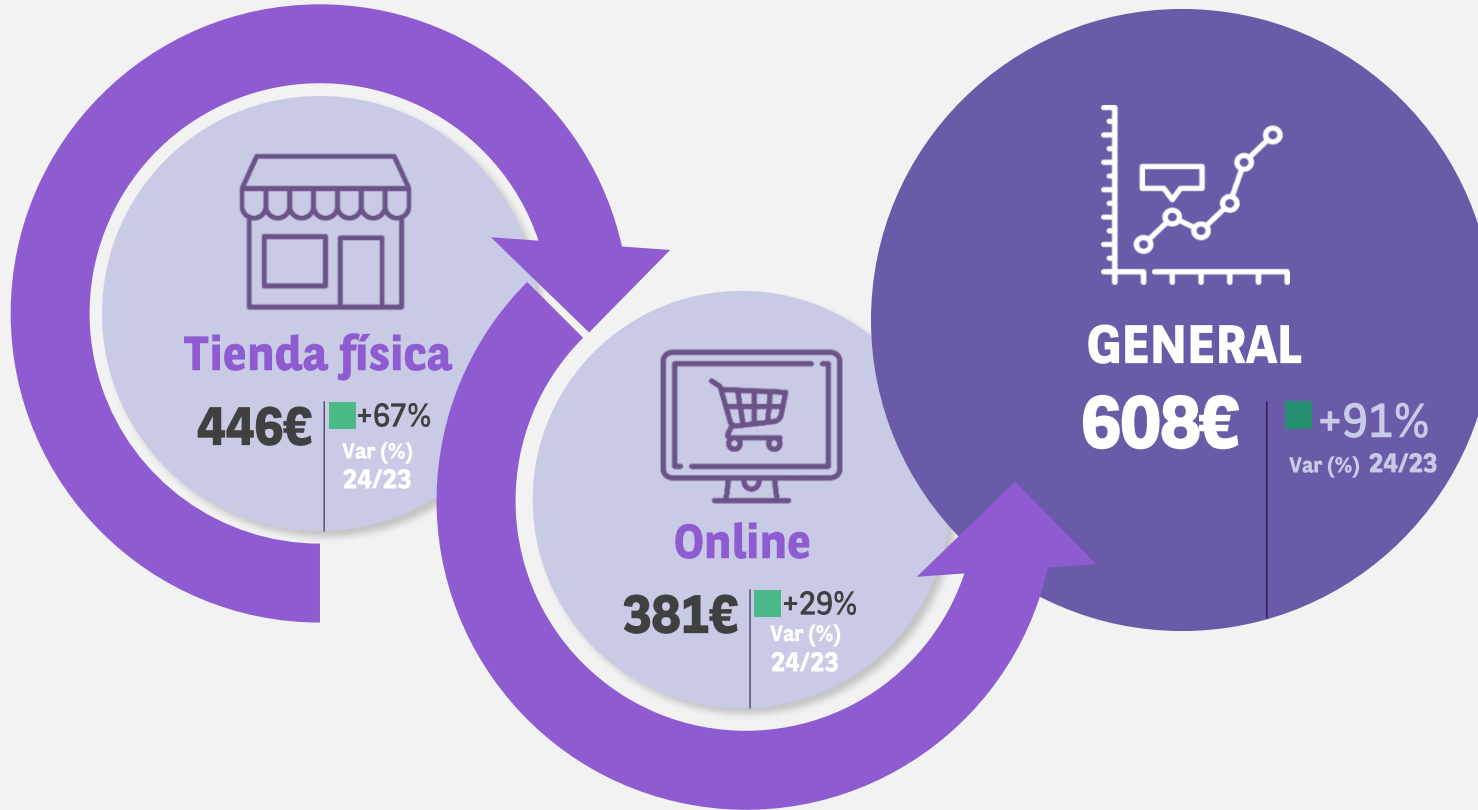 Tienda física
446€
+67%
Var (%)
24/23
Online
381€
+29%
Var (%)
24/23
GENERAL
608€
+91%
Var (%) 24/23